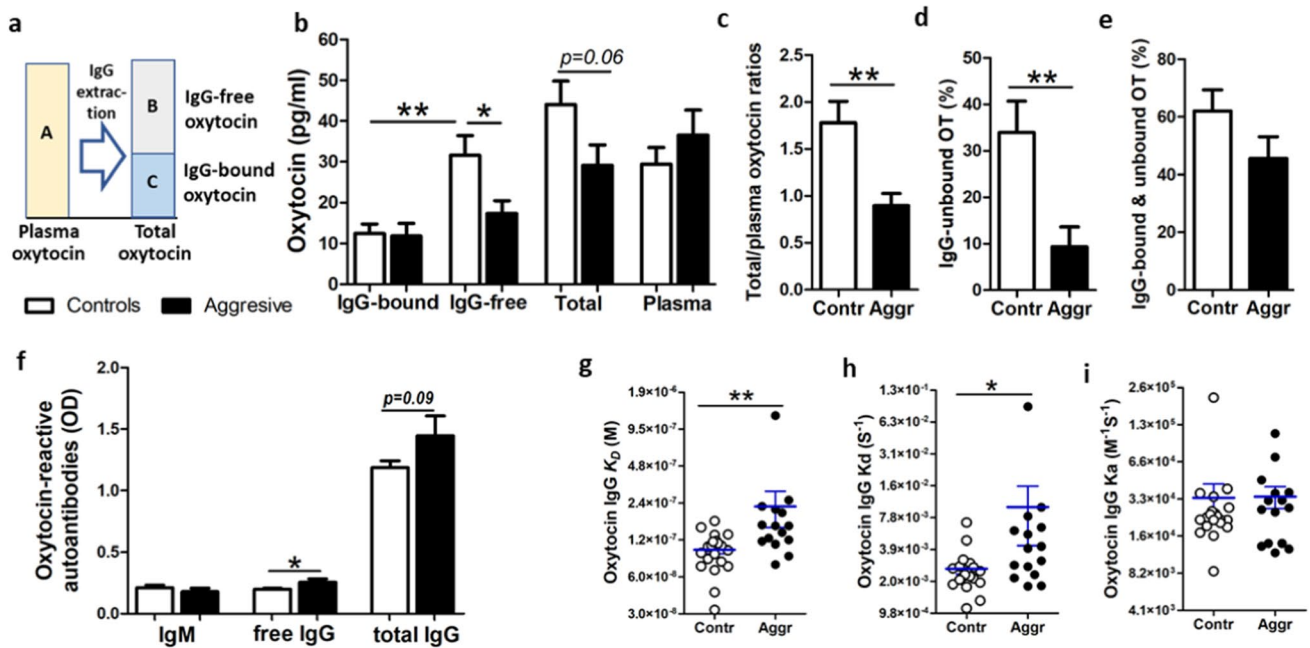 a
IgG
extrac-
tion
A
B
C
IgG-free
oxytocin
IgG-bound
oxytocin
Plasma
oxytocin
Total
oxytocin
Controls
Aggresive
b
Oxytocin (pg/ml)
60
50
40
30
20
10
0
**
*
p=0.06
IgG-bound
IgG-free
Total
Plasma
c
Total/plasma oxytocin ratios
2.5
2.0
1.5
1.0
0.5
0.0
**
Contr Aggr
d
IgG-unbound OT (%)
50
40
30
20
10
0
**
Contr Aggr
e
IgG-bound & unbound OT (%)
80
60
40
20
0
Contr Aggr
f
Oxytocin-reactive
autoantibodies (OD)
2.0
1.5
1.0
0.5
0.0
*
p=0.09
IgM
free IgG
total IgG
g
Oxytocin IgG KD (M)
1.9×10⁻⁶
9.5×10⁻⁷
4.8×10⁻⁷
2.4×10⁻⁷
1.2×10⁻⁷
6.0×10⁻⁸
3.0×10⁻⁸
**
Contr Aggr
h
Oxytocin IgG Kd (S⁻¹)
1.3×10⁻¹
6.3×10⁻²
3.1×10⁻²
1.6×10⁻²
7.8×10⁻³
3.9×10⁻³
2.0×10⁻³
9.8×10⁻⁴
*
Contr Aggr
i
Oxytocin IgG Ka (M⁻¹S⁻¹)
2.6×10⁵
1.3×10⁵
6.6×10⁴
3.3×10⁴
1.6×10⁴
8.2×10³
4.1×10³
Contr Aggr